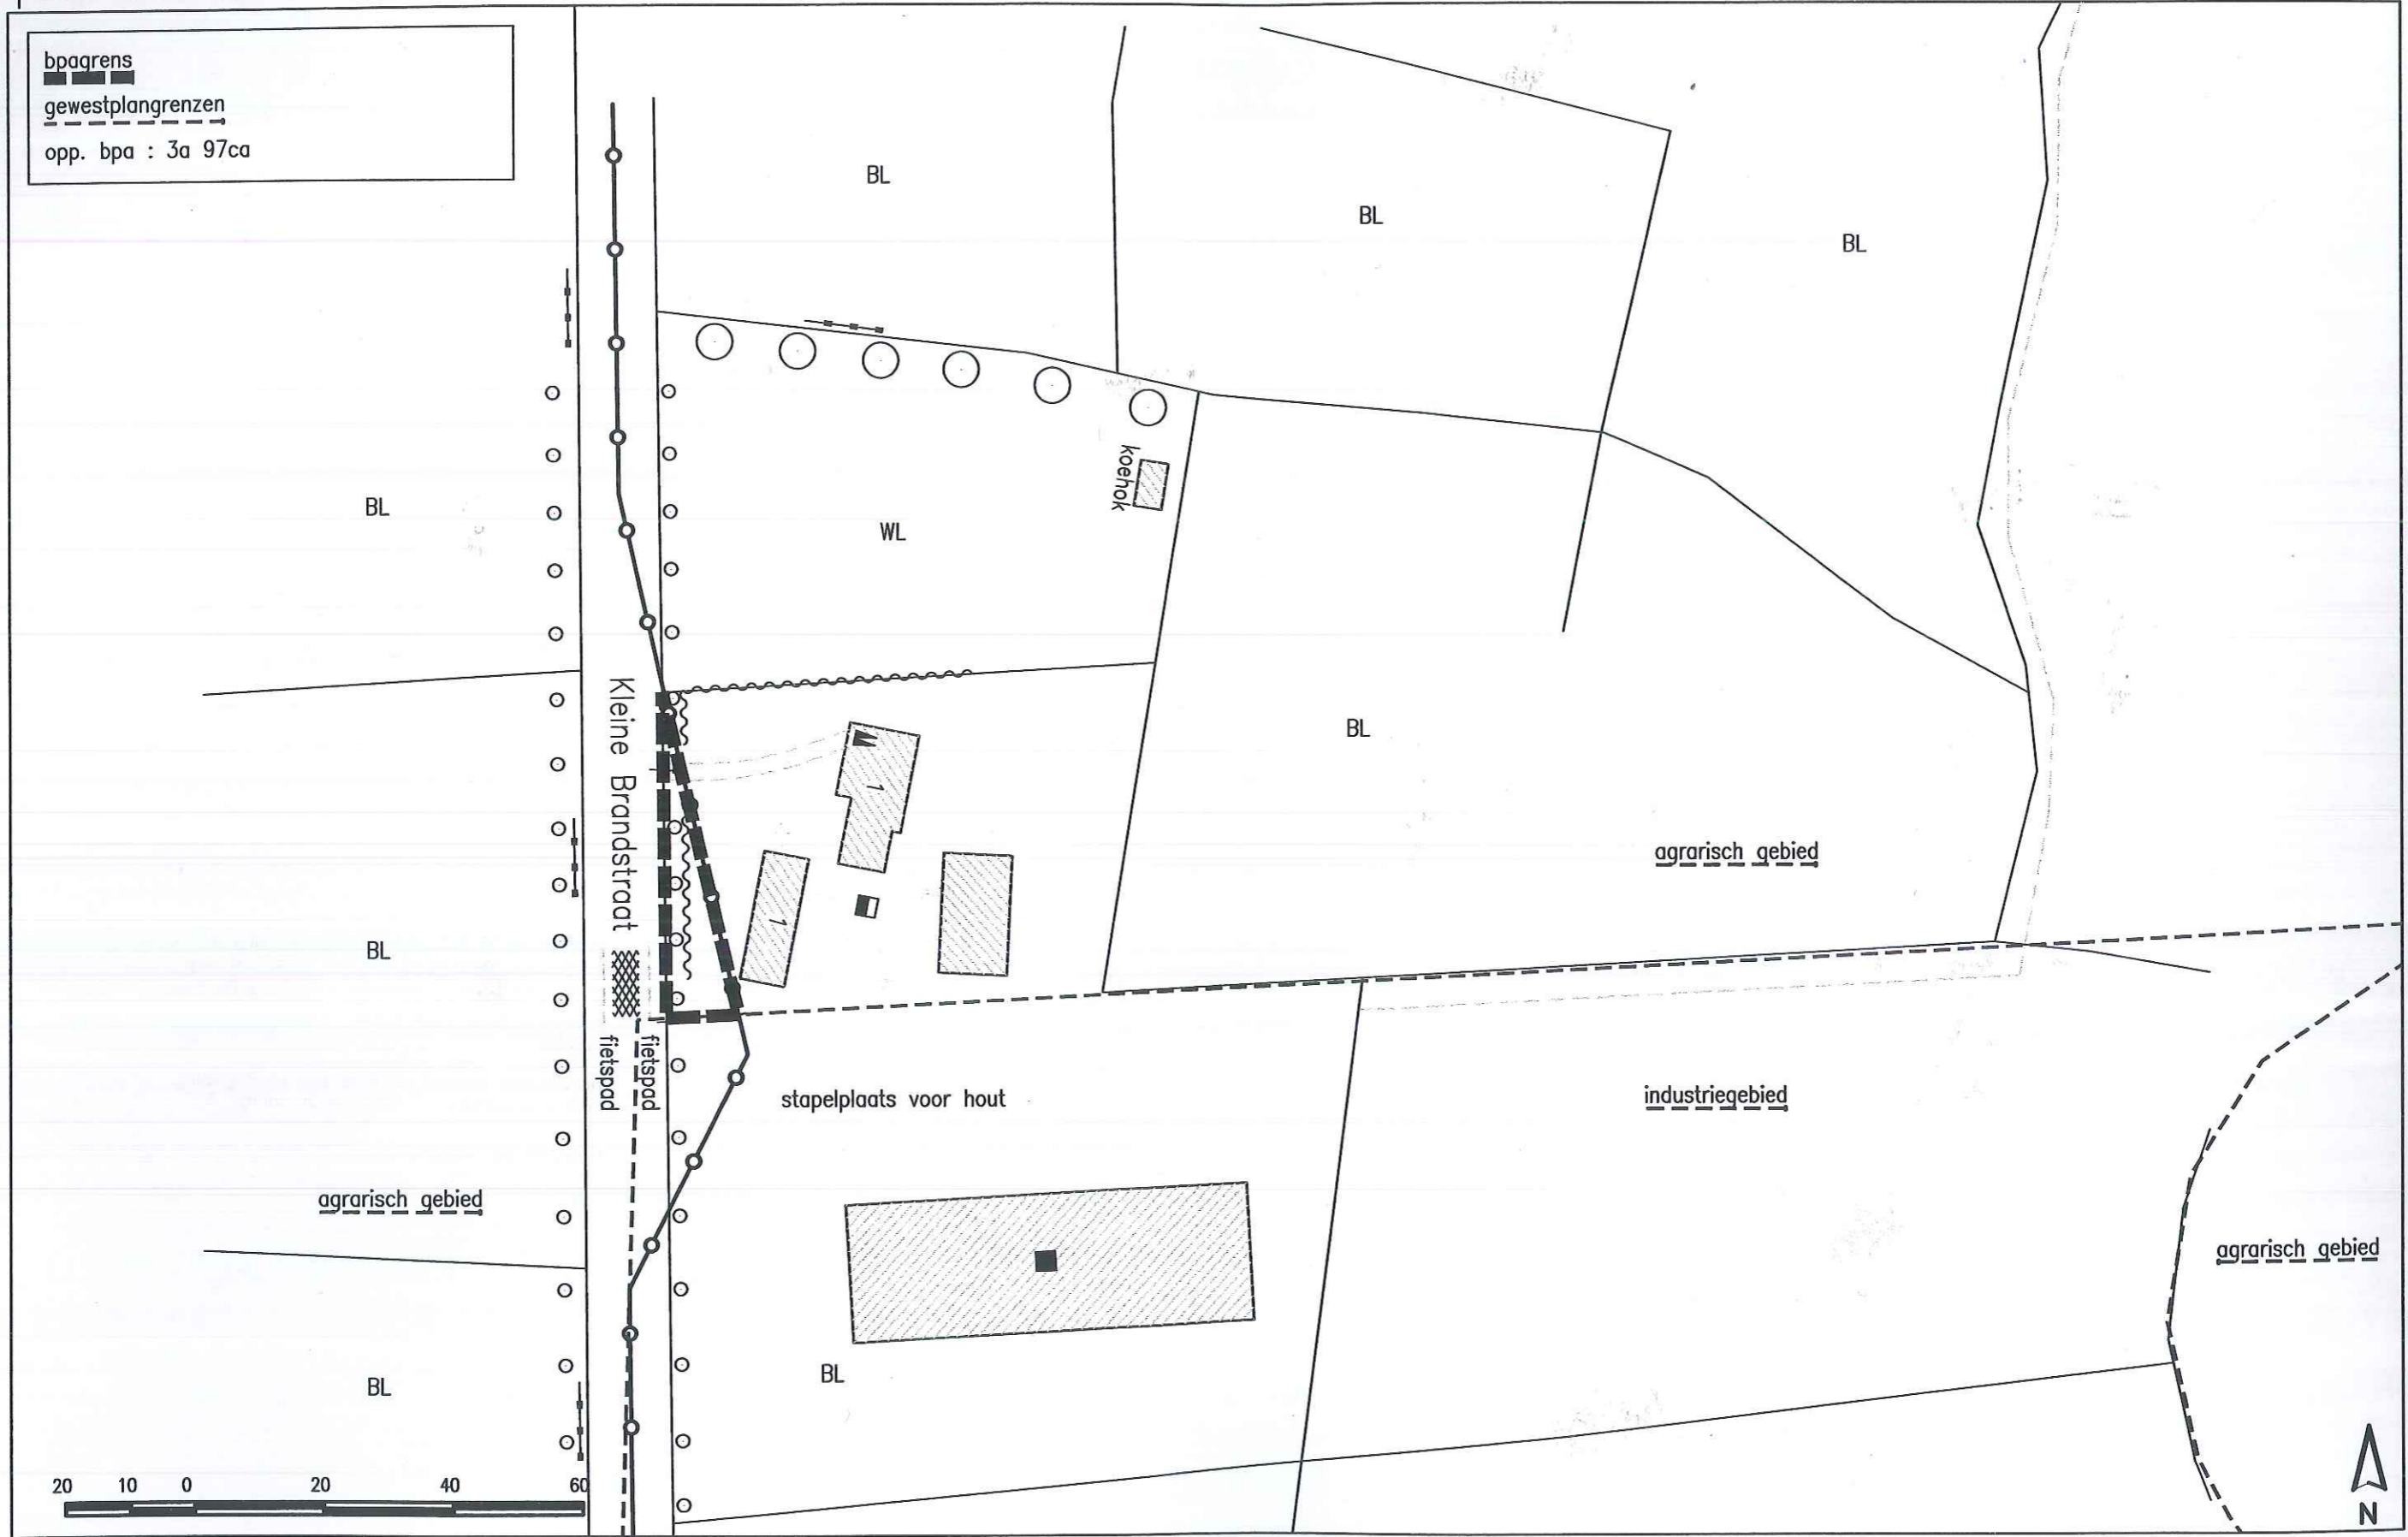 bpagrens
gewestplangrenzen
opp. bpa : 3a 97ca
BL
BL
BL
koehok
BL
WL
Kleine Brandstraat
BL
1
agrarisch gebied
1
BL
fietspad
fietspad
stapelplaats voor hout
industriegebied
agrarisch gebied
agrarisch gebied
BL
BL
20 10 0 20 40 60
N